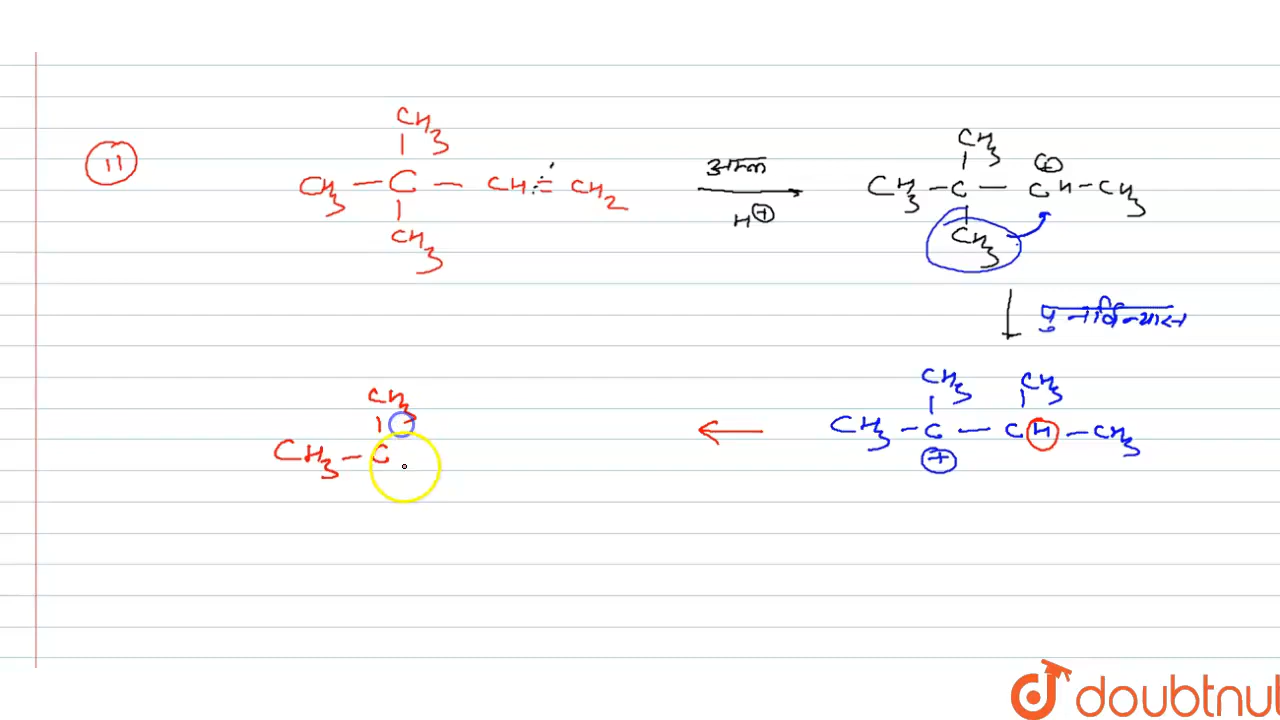 11
CH3
CH3 – C – CH = CH2
CH3
अम्ल
H⊕
CH3
⊕
CH3 – C – CH – CH3
CH3
पुनर्विन्यास
CH3 CH3
CH3 – C – CH – CH3
+
CH3
CH3 – C
doubtnut